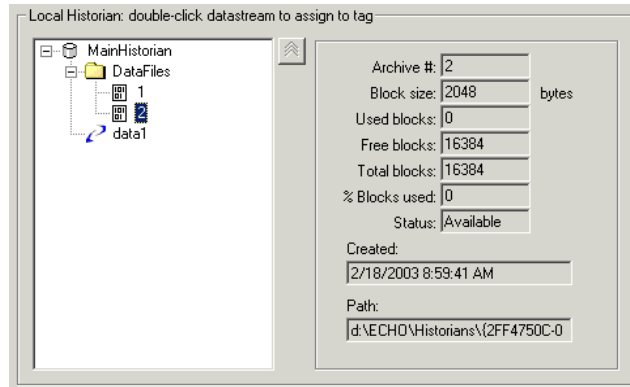 Local Historian: double-click datastream to assign to tag
MainHistorian
DataFiles
1
2
data1
Archive #: 2
Block size: 2048 bytes
Used blocks: 0
Free blocks: 16384
Total blocks: 16384
% Blocks used: 0
Status: Available
Created:
2/18/2003 8:59:41 AM
Path:
d:\ECHO\Historians\{2FF4750C-0